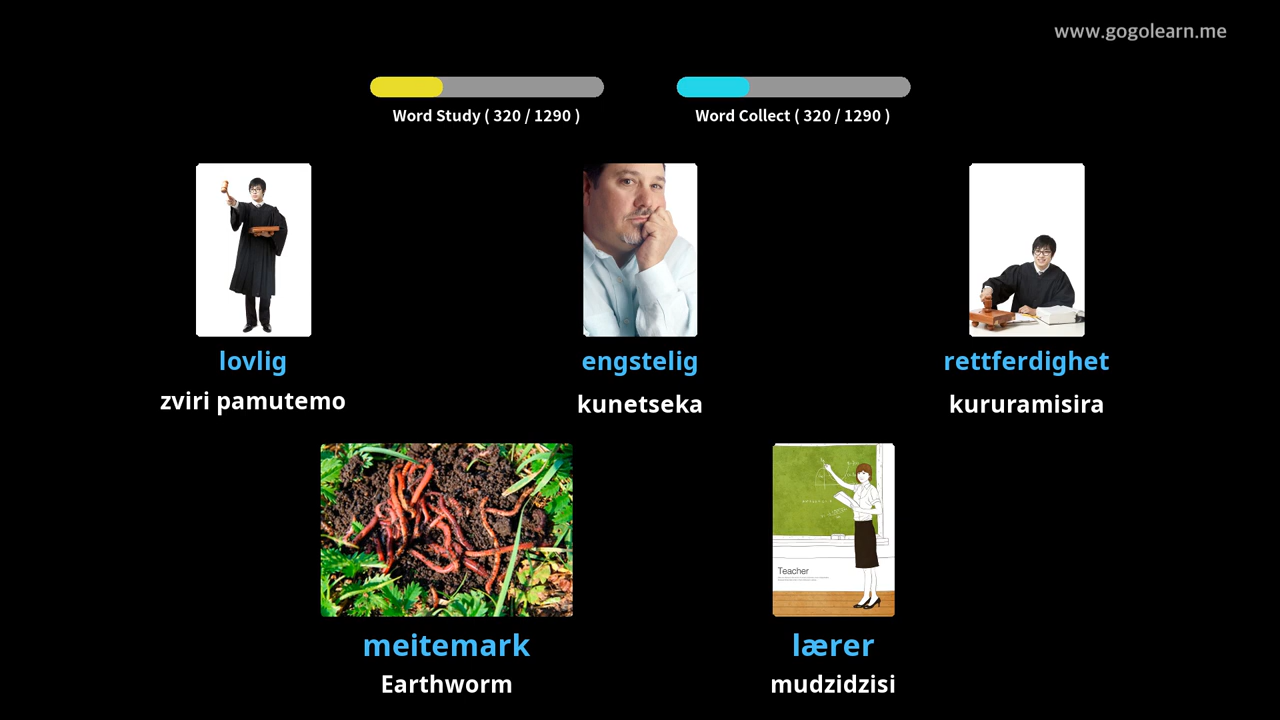 www.gogolearn.me
Word Study ( 320 / 1290 )
Word Collect ( 320 / 1290 )
lovlig
engstelig
rettferdighet
zviri pamutemo
kunetseka
kururamisira
Teacher
meitemark
lærer
Earthworm
mudzidzisi